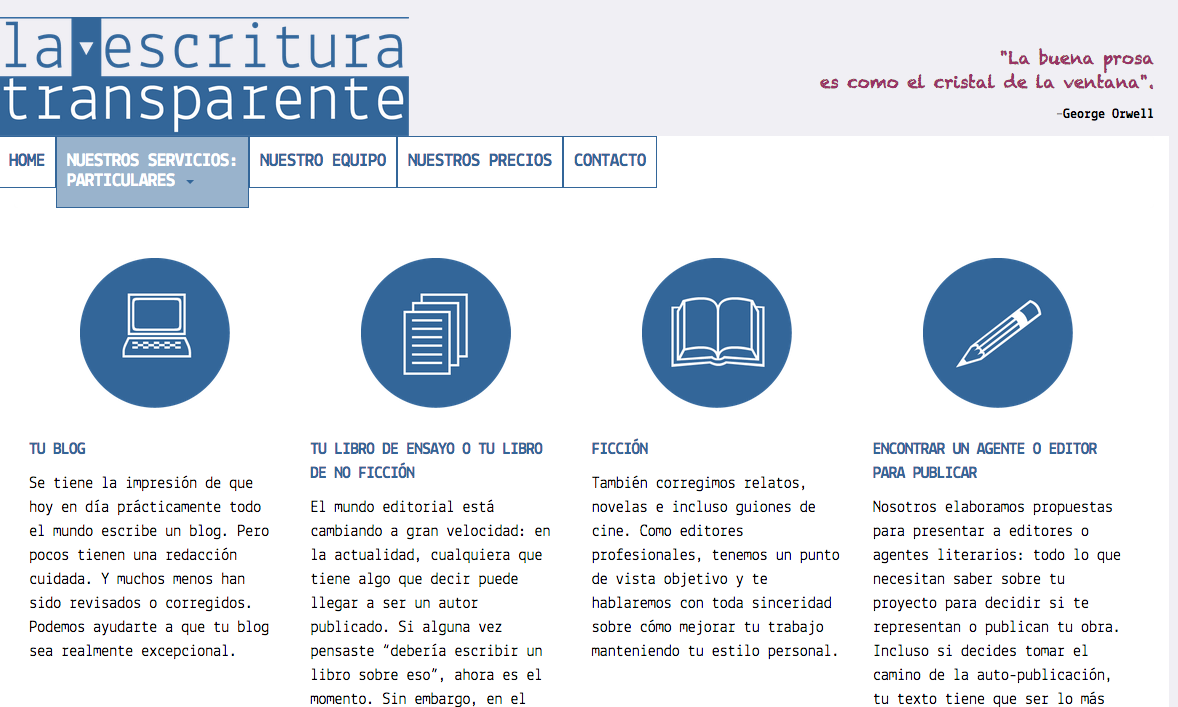 la escritura
transparente
"La buena prosa
es como el cristal de la ventana".
–George Orwell
HOME
NUESTROS SERVICIOS:
PARTICULARES
NUESTRO EQUIPO
NUESTROS PRECIOS
CONTACTO
TU BLOG
Se tiene la impresión de que
hoy en día prácticamente todo
el mundo escribe un blog. Pero
pocos tienen una redacción
cuidada. Y muchos menos han
sido revisados o corregidos.
Podemos ayudarte a que tu blog
sea realmente excepcional.
TU LIBRO DE ENSAYO O TU LIBRO
DE NO FICCIÓN
El mundo editorial está
cambiando a gran velocidad: en
la actualidad, cualquiera que
tiene algo que decir puede
llegar a ser un autor
publicado. Si alguna vez
pensaste “debería escribir un
libro sobre eso”, ahora es el
momento. Sin embargo, en el
FICCIÓN
También corregimos relatos,
novelas e incluso guiones de
cine. Como editores
profesionales, tenemos un punto
de vista objetivo y te
hablaremos con toda sinceridad
sobre cómo mejorar tu trabajo
manteniendo tu estilo personal.
ENCONTRAR UN AGENTE O EDITOR
PARA PUBLICAR
Nosotros elaboramos propuestas
para presentar a editores o
agentes literarios: todo lo que
necesitan saber sobre tu
proyecto para decidir si te
representan o publican tu obra.
Incluso si decides tomar el
camino de la auto-publicación,
tu texto tiene que ser lo más